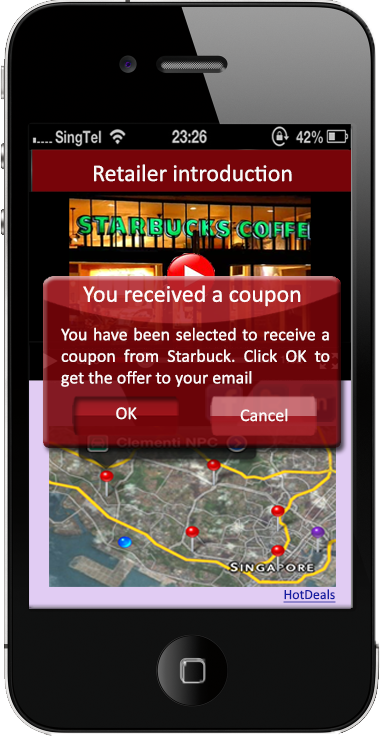 SingTel 23:26 42%
Retailer introduction
STARBUCKS COFFE
You received a coupon
You have been selected to receive a
coupon from Starbuck. Click OK to
get the offer to your email
OK Cancel
Clementi NPC
SINGAPORE
HotDeals